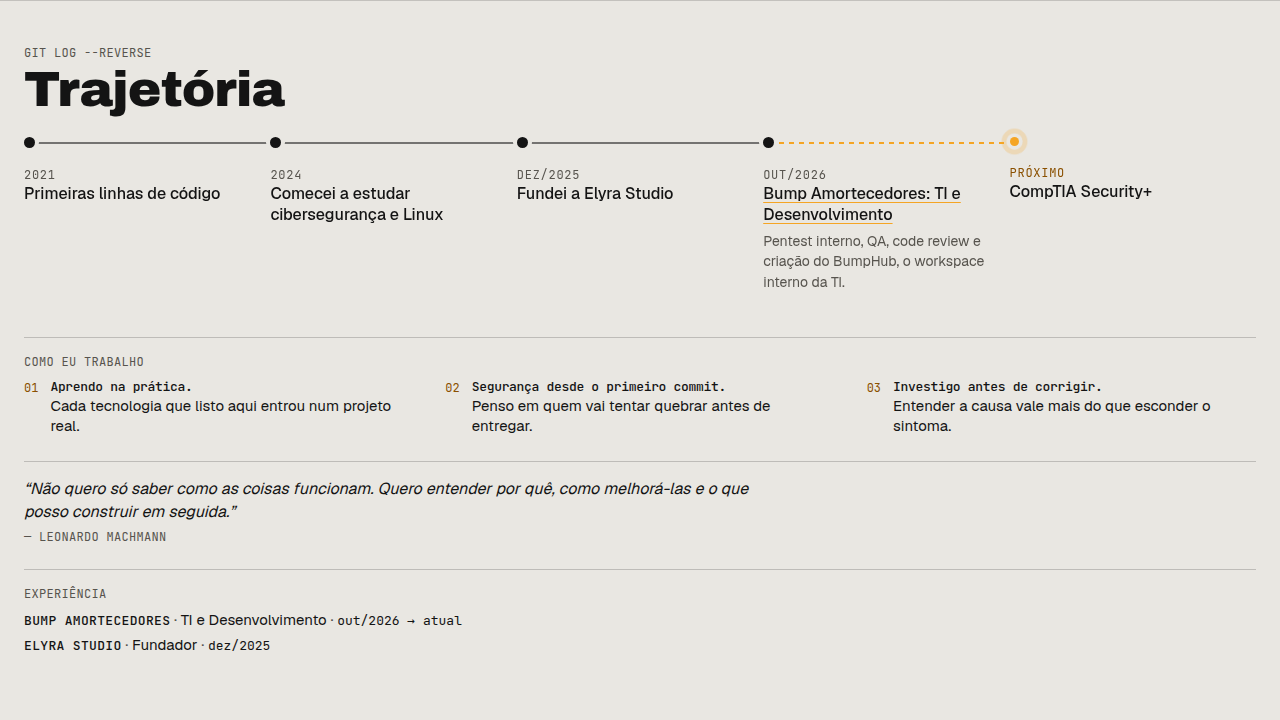 GIT LOG --REVERSE
Trajetória
2021
Primeiras linhas de código
2024
Comecei a estudar
cibersegurança e Linux
DEZ/2025
Fundei a Elyra Studio
OUT/2026
Bump Amortecedores: TI e
Desenvolvimento
Pentest interno, QA, code review e
criação do BumpHub, o workspace
interno da TI.
PRÓXIMO
CompTIA Security+
COMO EU TRABALHO
01 Aprendo na prática.
Cada tecnologia que listo aqui entrou num projeto
real.
02 Segurança desde o primeiro commit.
Penso em quem vai tentar quebrar antes de
entregar.
03 Investigo antes de corrigir.
Entender a causa vale mais do que esconder o
sintoma.
“Não quero só saber como as coisas funcionam. Quero entender por quê, como melhorá-las e o que
posso construir em seguida.”
— LEONARDO MACHMANN
EXPERIÊNCIA
BUMP AMORTECEDORES · TI e Desenvolvimento · out/2026 → atual
ELYRA STUDIO · Fundador · dez/2025